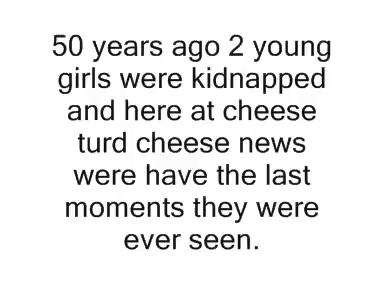 50 years ago 2 young
girls were kidnapped
and here at cheese
turd cheese news
were have the last
moments they were
ever seen.